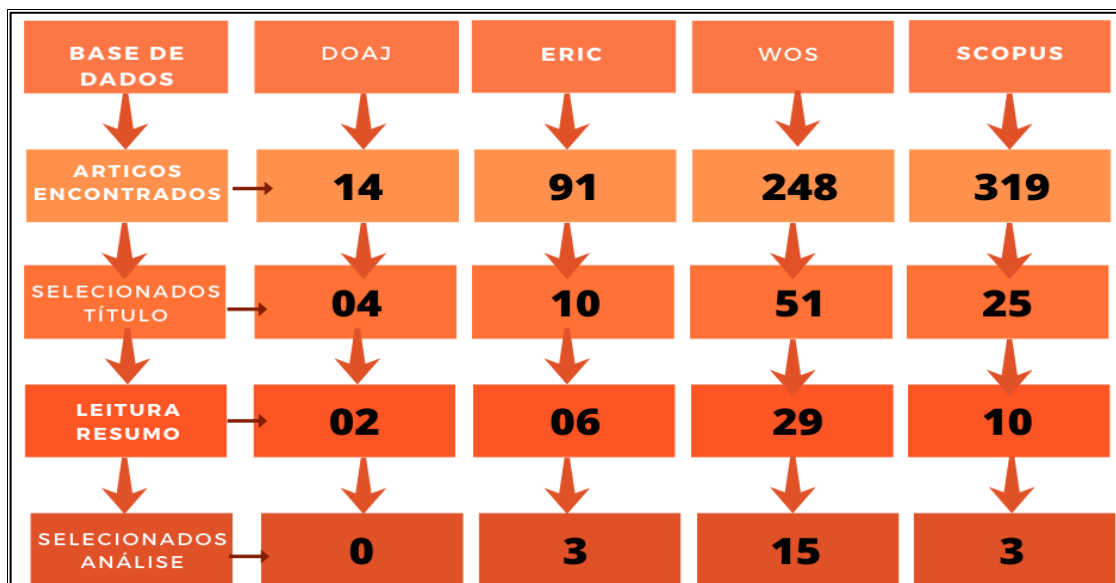 BASE DE
DADOS
DOAJ
ERIC
WOS
SCOPUS
ARTIGOS
ENCONTRADOS
14
91
248
319
SELECIONADOS
TÍTULO
04
10
51
25
LEITURA
RESUMO
02
06
29
10
SELECIONADOS
ANÁLISE
0
3
15
3